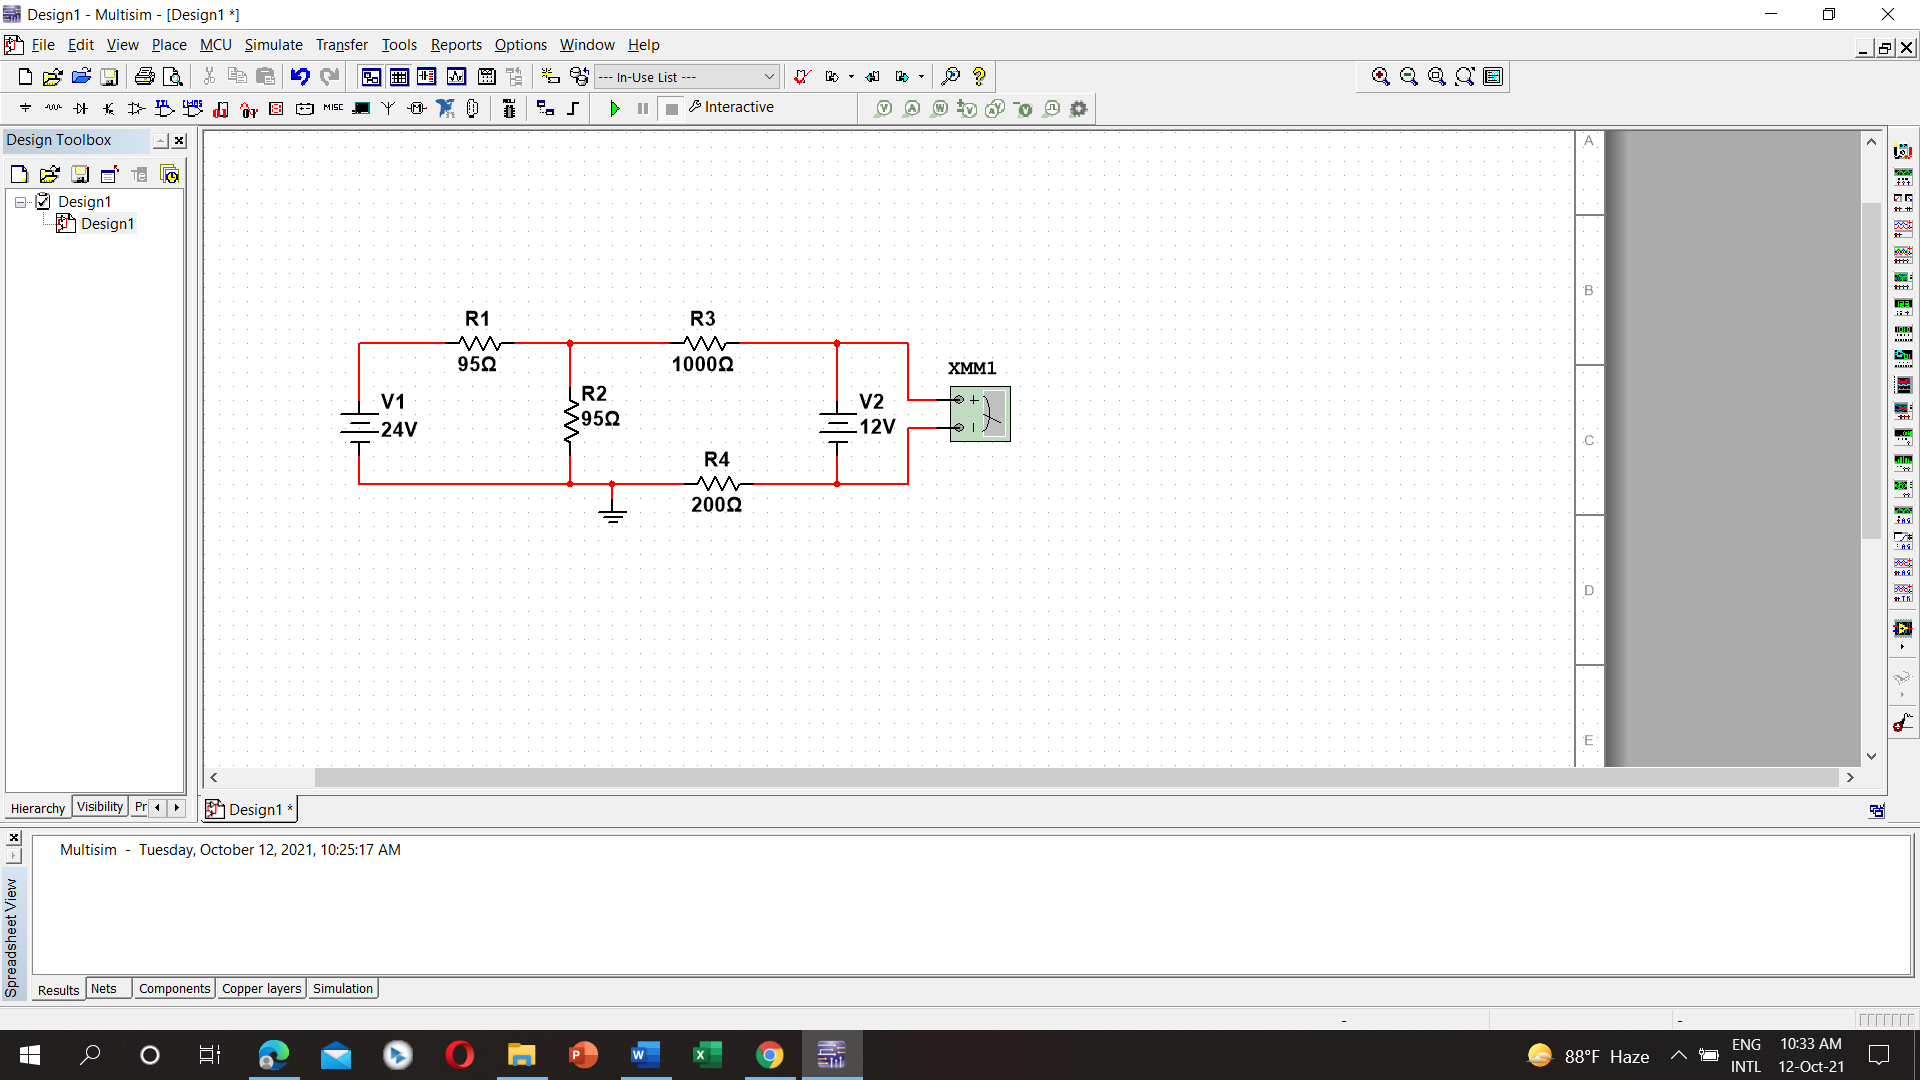 Design1 - Multisim - [Design1 *]
File Edit View Place MCU Simulate Transfer Tools Reports Options Window Help
--- In-Use List ---
MISC Interactive
Design Toolbox
Design1
Design1
A
B
C
D
E
R1
95Ω
R3
1000Ω
V1
24V
R2
95Ω
R4
200Ω
V2
12V
XMM1
Hierarchy Visibility Pr
Design1 *
Multisim - Tuesday, October 12, 2021, 10:25:17 AM
Spreadsheet View
Results Nets Components Copper layers Simulation
88°F Haze
ENG
INTL
10:33 AM
12-Oct-21